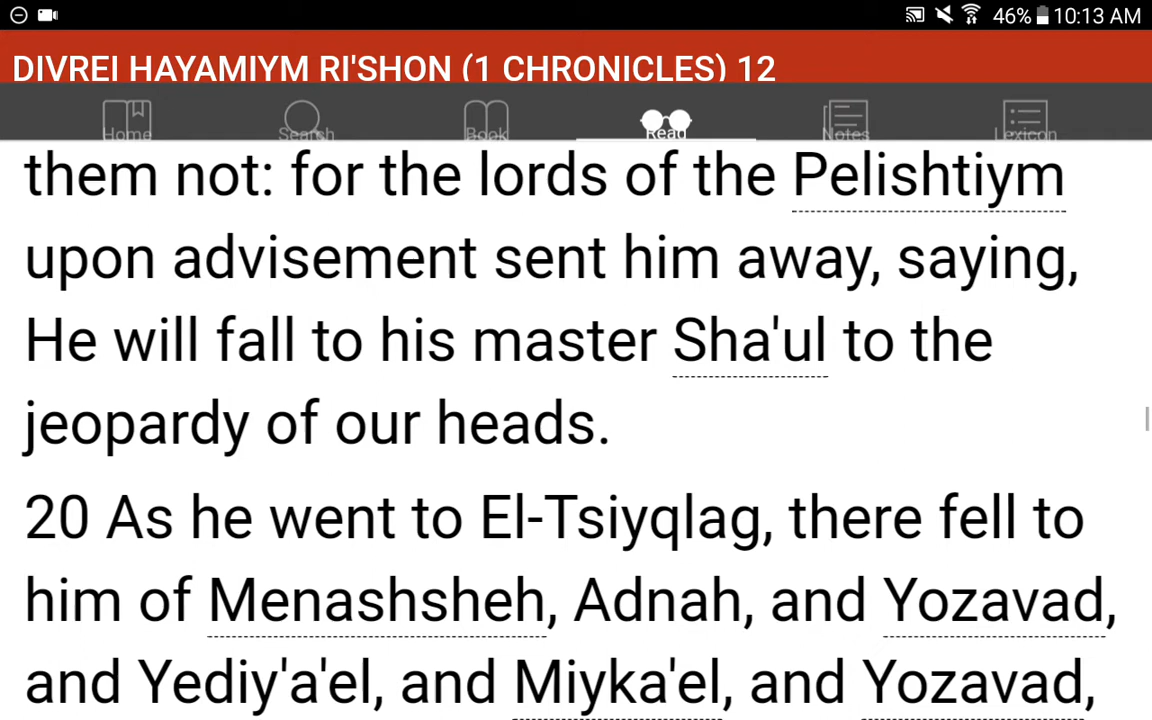 46% 10:13 AM
DIVREI HAYAMIYM RI'SHON (1 CHRONICLES) 12
Home Search Book Read Notes Lexicon
them not: for the lords of the Pelishtiym
upon advisement sent him away, saying,
He will fall to his master Sha'ul to the
jeopardy of our heads.
20 As he went to El-Tsiyqlag, there fell to
him of Menashsheh, Adnah, and Yozavad,
and Yediy'a'el, and Miyka'el, and Yozavad,